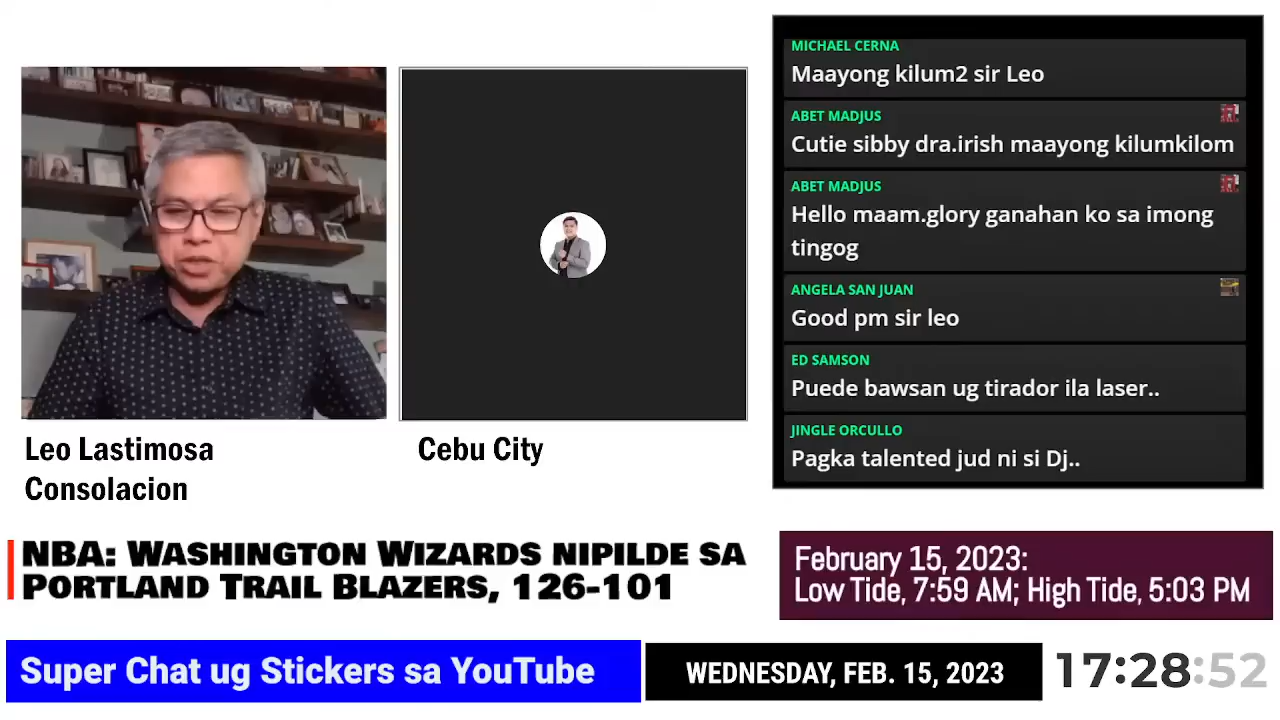 Leo Lastimosa
Consolacion
Cebu City
MICHAEL CERNA
Maayong kilum2 sir Leo
ABET MADJUS
Cutie sibby dra.irish maayong kilumkilom
ABET MADJUS
Hello maam.glory ganahan ko sa imong
tingog
ANGELA SAN JUAN
Good pm sir leo
ED SAMSON
Puede bawsan ug tirador ila laser..
JINGLE ORCULLO
Pagka talented jud ni si Dj..
NBA: WASHINGTON WIZARDS NIPILDE SA
PORTLAND TRAIL BLAZERS, 126-101
February 15, 2023:
Low Tide, 7:59 AM; High Tide, 5:03 PM
Super Chat ug Stickers sa YouTube
WEDNESDAY, FEB. 15, 2023
17:28:52